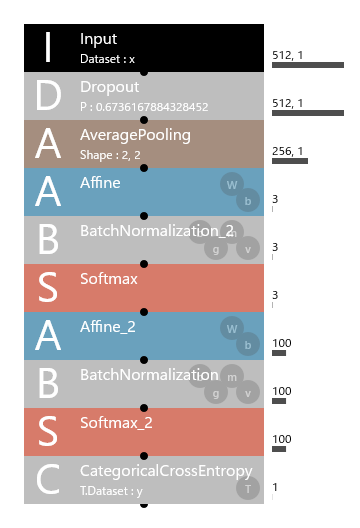 I Input
Dataset : x
512, 1
D Dropout
P : 0.6736167884328452
512, 1
A AveragePooling
Shape : 2, 2
256, 1
A Affine
W
b
3
B BatchNormalization_2
m
g v
3
S Softmax
3
A Affine_2
W
b
100
B BatchNormalization
m
g v
100
S Softmax_2
100
C CategoricalCrossEntropy
T.Dataset : y
T
1